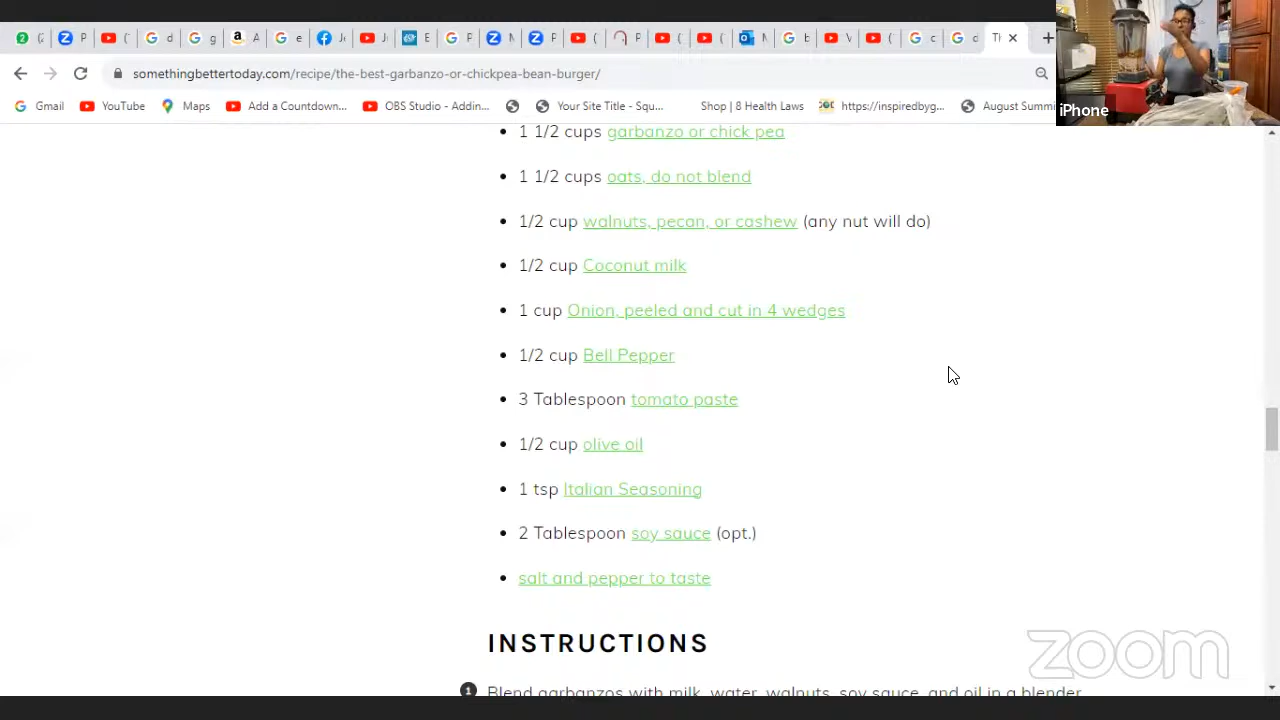 Th
somethingbettertoday.com/recipe/the-best-garbanzo-or-chickpea-bean-burger/
Gmail YouTube Maps Add a Countdown... OBS Studio - Addin... Your Site Title - Squ... Shop | 8 Health Laws https://inspiredbyg... August Summi
iPhone
1 1/2 cups garbanzo or chick pea
1 1/2 cups oats, do not blend
1/2 cup walnuts, pecan, or cashew (any nut will do)
1/2 cup Coconut milk
1 cup Onion, peeled and cut in 4 wedges
1/2 cup Bell Pepper
3 Tablespoon tomato paste
1/2 cup olive oil
1 tsp Italian Seasoning
2 Tablespoon soy sauce (opt.)
salt and pepper to taste
INSTRUCTIONS
1 Blend garbanzos with milk, water, walnuts, soy sauce, and oil in a blender
zoom